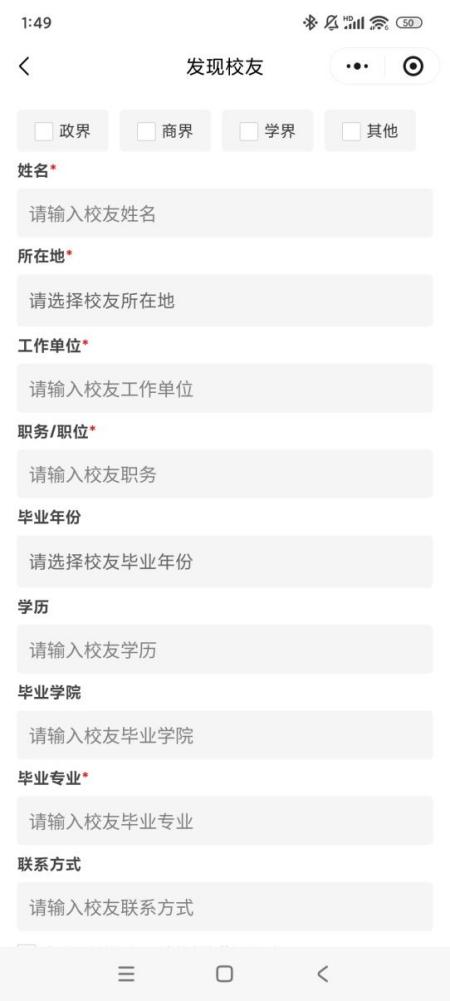 1:49
HD
50
发现校友
政界 商界 学界 其他
姓名*
请输入校友姓名
所在地*
请选择校友所在地
工作单位*
请输入校友工作单位
职务/职位*
请输入校友职务
毕业年份
请选择校友毕业年份
学历
请输入校友学历
毕业学院
请输入校友毕业学院
毕业专业*
请输入校友毕业专业
联系方式
请输入校友联系方式